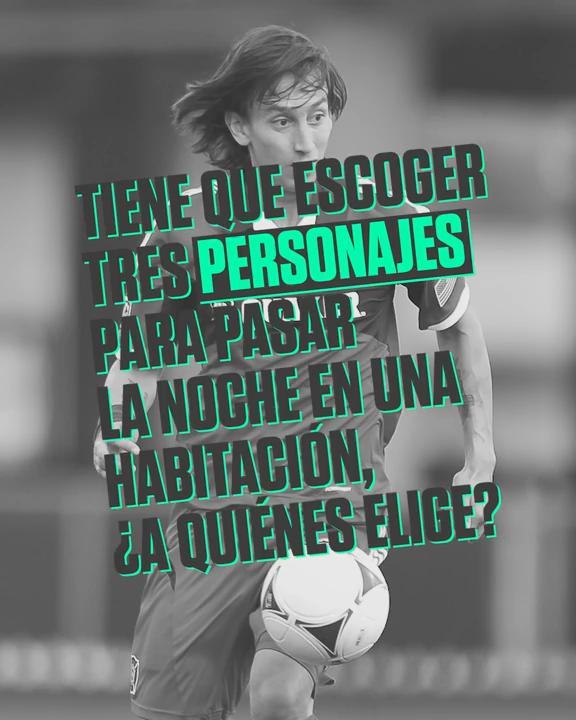 TIENE QUE ESCOGER
TRES PERSONAJES
PARA PASAR
LA NOCHE EN UNA
HABITACIÓN,
¿A QUIÉNES ELIGE?